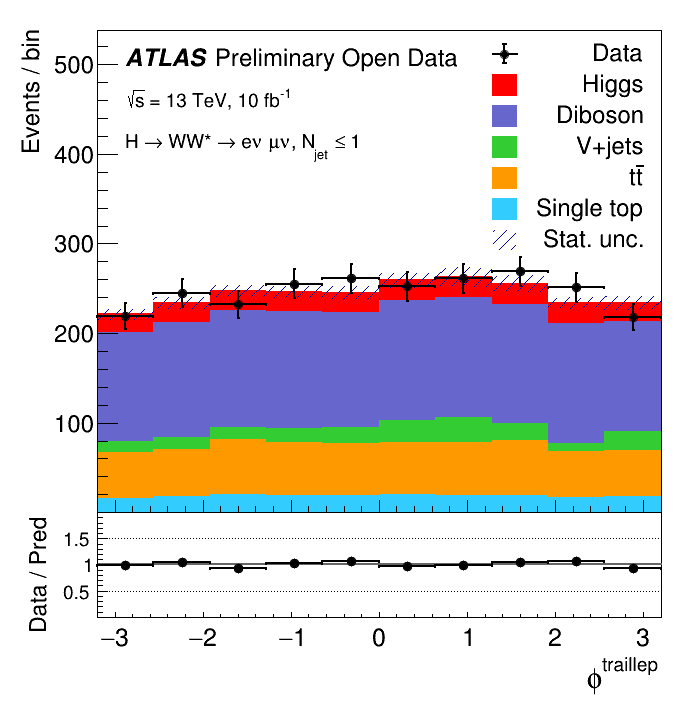 Events / bin
500
400
300
200
100
ATLAS Preliminary Open Data
√s = 13 TeV, 10 fb⁻¹
H → WW* → eν μν, N_jet ≤ 1
Data
Higgs
Diboson
V+jets
tt̄
Single top
Stat. unc.
Data / Pred
1.5
1
0.5
−3 −2 −1 0 1 2 3
ϕ^traillep